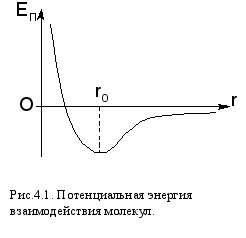 Eп
r₀
O
r
Рис.4.1. Потенциальная энергия
взаимодействия молекул.